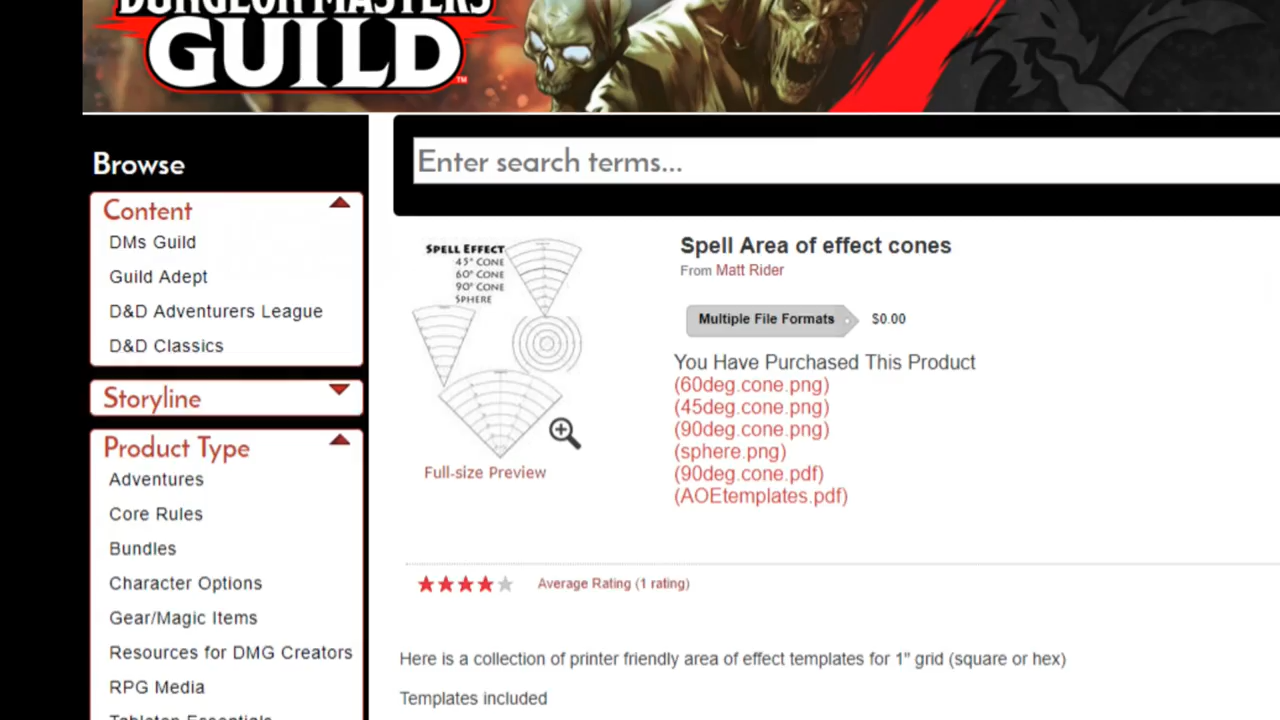 DUNGEON MASTERS
GUILD
TM
Browse
Content
DMs Guild
Guild Adept
D&D Adventurers League
D&D Classics
Storyline
Product Type
Adventures
Core Rules
Bundles
Character Options
Gear/Magic Items
Resources for DMG Creators
RPG Media
Tabletop Essentials
Enter search terms...
SPELL EFFECT
45° CONE
60° CONE
90° CONE
SPHERE
Full-size Preview
Spell Area of effect cones
From Matt Rider
Multiple File Formats $0.00
You Have Purchased This Product
(60deg.cone.png)
(45deg.cone.png)
(90deg.cone.png)
(sphere.png)
(90deg.cone.pdf)
(AOEtemplates.pdf)
Average Rating (1 rating)
Here is a collection of printer friendly area of effect templates for 1" grid (square or hex)
Templates included